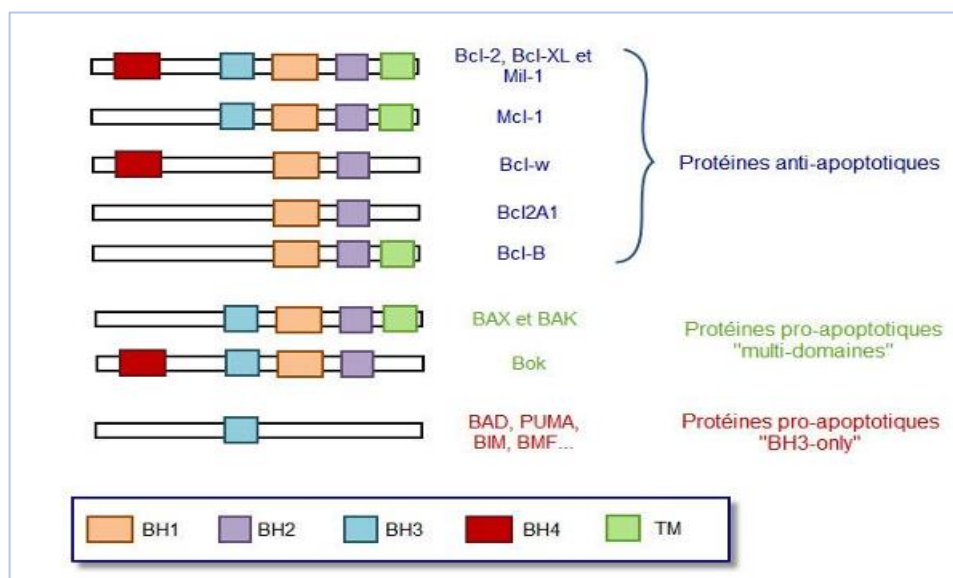 Bcl-2, Bcl-XL et
Mil-1
Mcl-1
Bcl-w
Bcl2A1
Bcl-B
Protéines anti-apoptotiques
BAX et BAK
Bok
Protéines pro-apoptotiques
"multi-domaines"
BAD, PUMA,
BIM, BMF...
Protéines pro-apoptotiques
"BH3-only"
BH1
BH2
BH3
BH4
TM